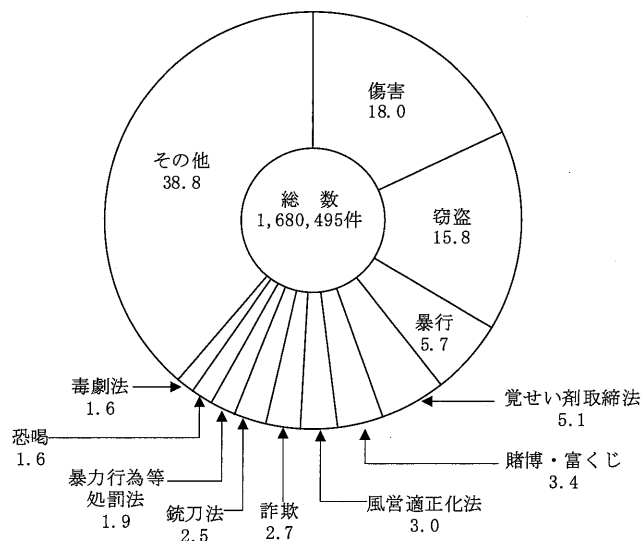 総　数
1,680,495件
傷害
18.0
窃盗
15.8
暴行
5.7
覚せい剤取締法
5.1
賭博・富くじ
3.4
風営適正化法
3.0
詐欺
2.7
銃刀法
2.5
暴力行為等
処罰法
1.9
恐喝
1.6
毒劇法
1.6
その他
38.8